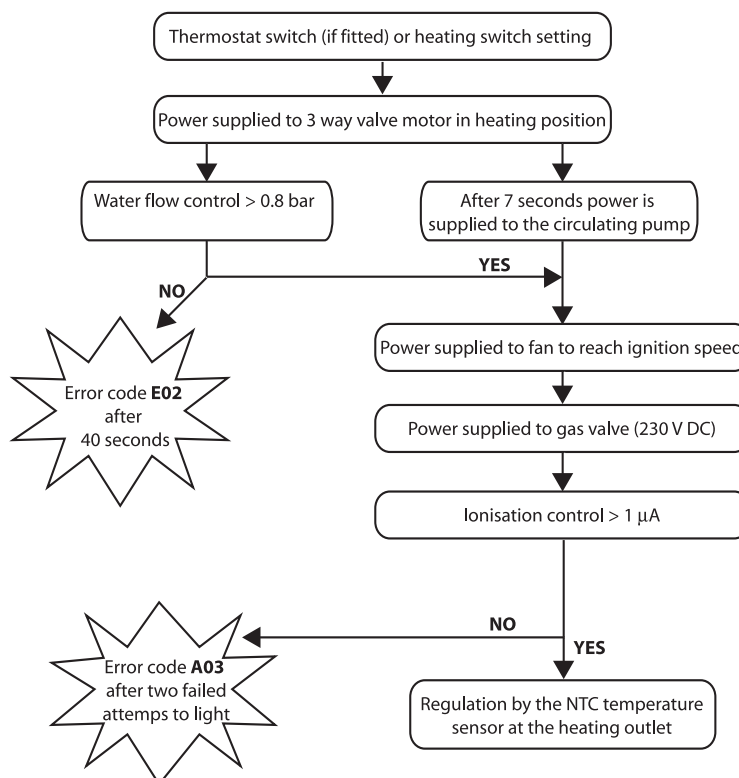 Thermostat switch (if fitted) or heating switch setting
Power supplied to 3 way valve motor in heating position
Water flow control > 0.8 bar
After 7 seconds power is
supplied to the circulating pump
YES
NO
Error code E02
after
40 seconds
Power supplied to fan to reach ignition speed
Power supplied to gas valve (230 V DC)
Ionisation control > 1 µA
NO
YES
Error code A03
after two failed
attemps to light
Regulation by the NTC temperature
sensor at the heating outlet